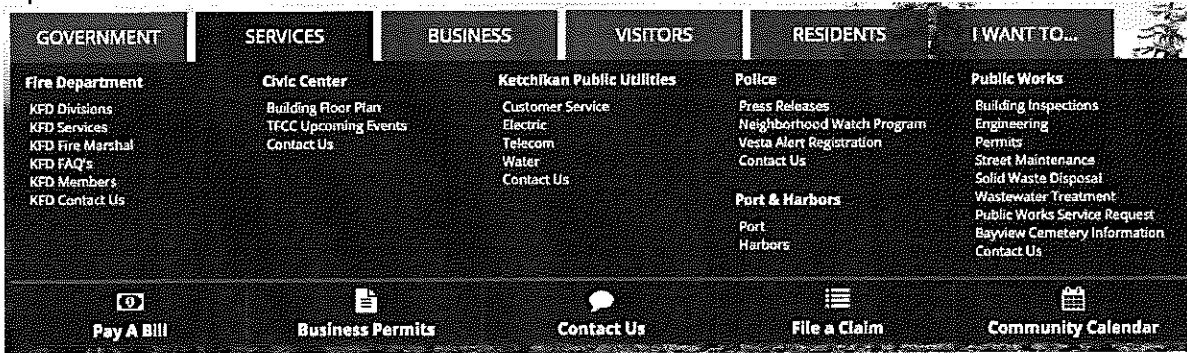 GOVERNMENT
SERVICES
BUSINESS
VISITORS
RESIDENTS
I WANT TO...
Fire Department
KFD Divisions
KFD Services
KFD Fire Marshal
KFD FAQ's
KFD Members
KFD Contact Us
Civic Center
Building Floor Plan
TFCC Upcoming Events
Contact Us
Ketchikan Public Utilities
Customer Service
Electric
Telecom
Water
Contact Us
Police
Press Releases
Neighborhood Watch Program
Vesta Alert Registration
Contact Us
Port & Harbors
Port
Harbors
Public Works
Building Inspections
Engineering
Permits
Street Maintenance
Solid Waste Disposal
Wastewater Treatment
Public Works Service Request
Bayview Cemetery Information
Contact Us
Pay A Bill
Business Permits
Contact Us
File a Claim
Community Calendar